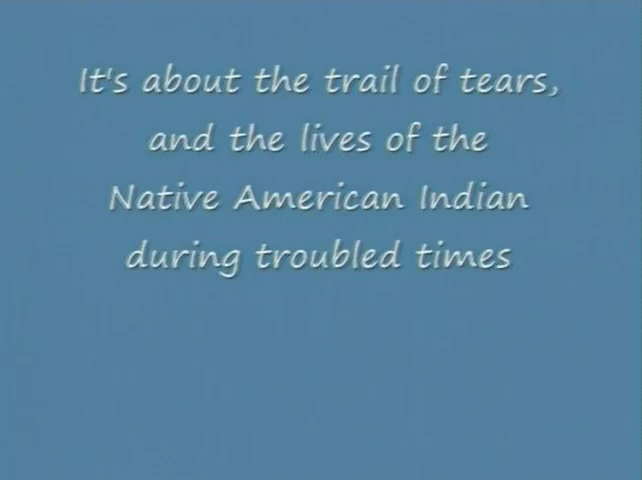 It's about the trail of tears,
and the lives of the
Native American Indian
during troubled times